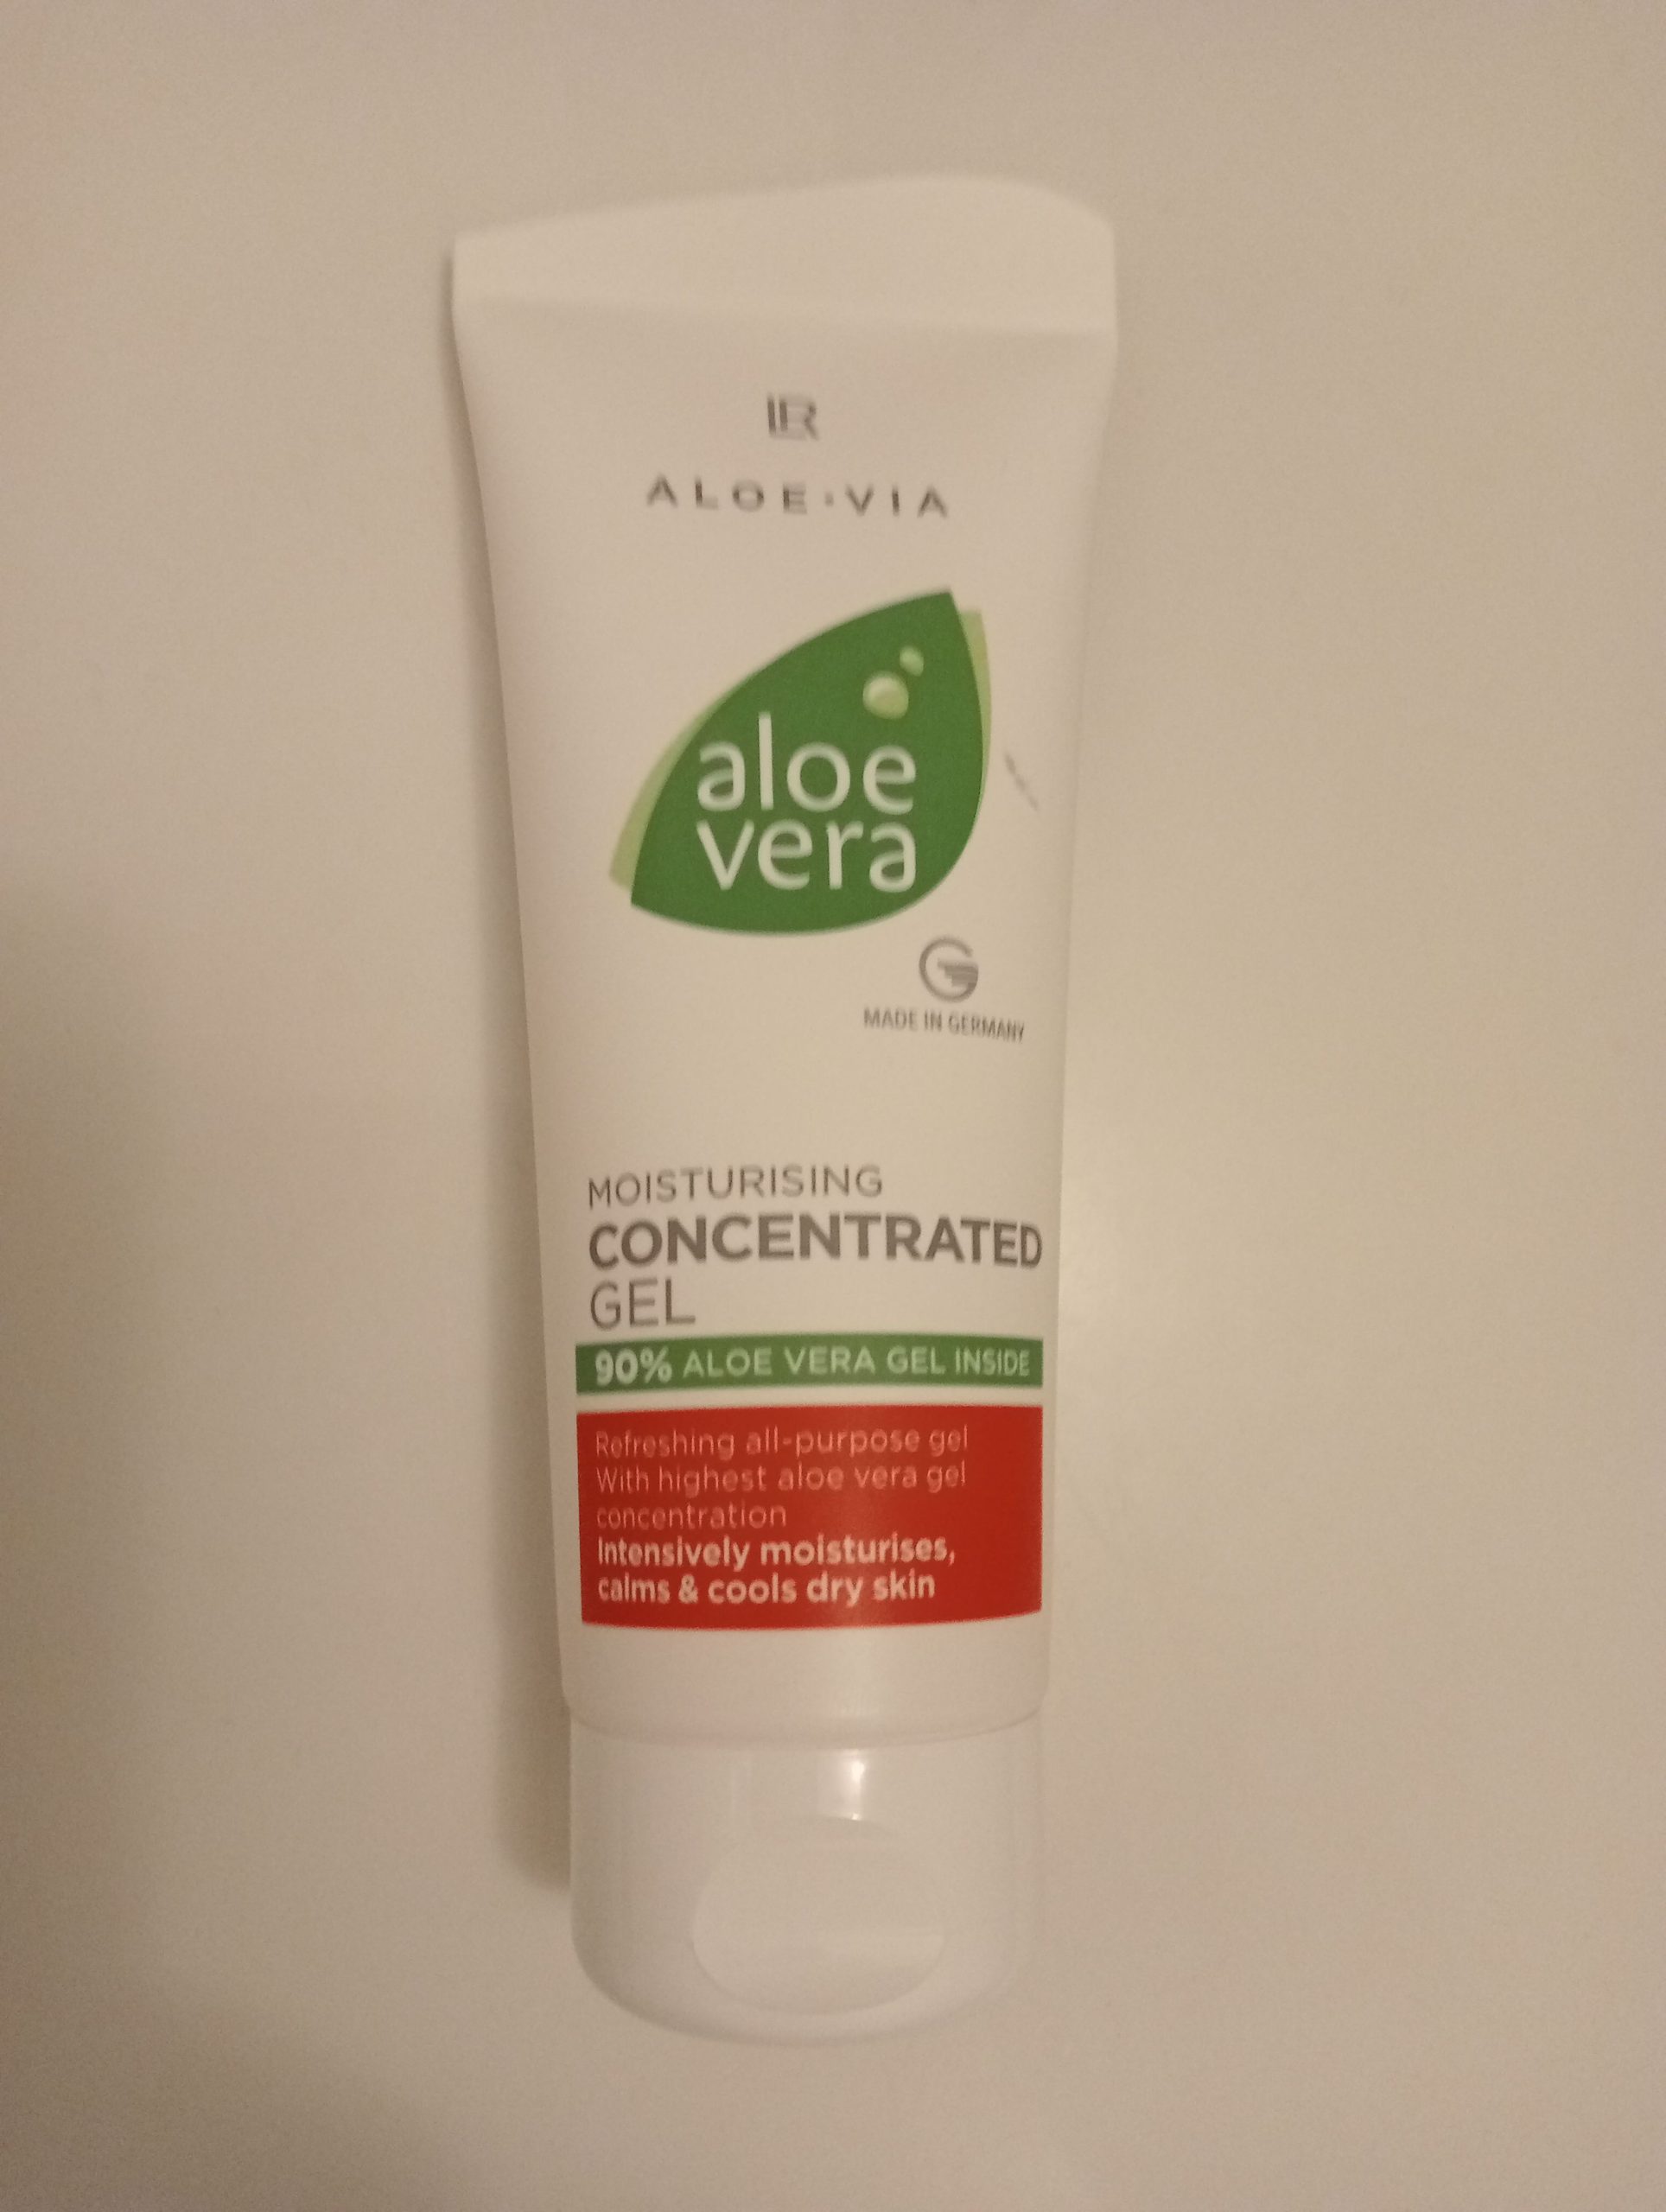 LR
ALOE·VIA
aloe
vera
MADE IN GERMANY
MOISTURISING
CONCENTRATED
GEL
90% ALOE VERA GEL INSIDE
Refreshing all-purpose gel
With highest aloe vera gel
concentration
Intensively moisturises,
calms & cools dry skin